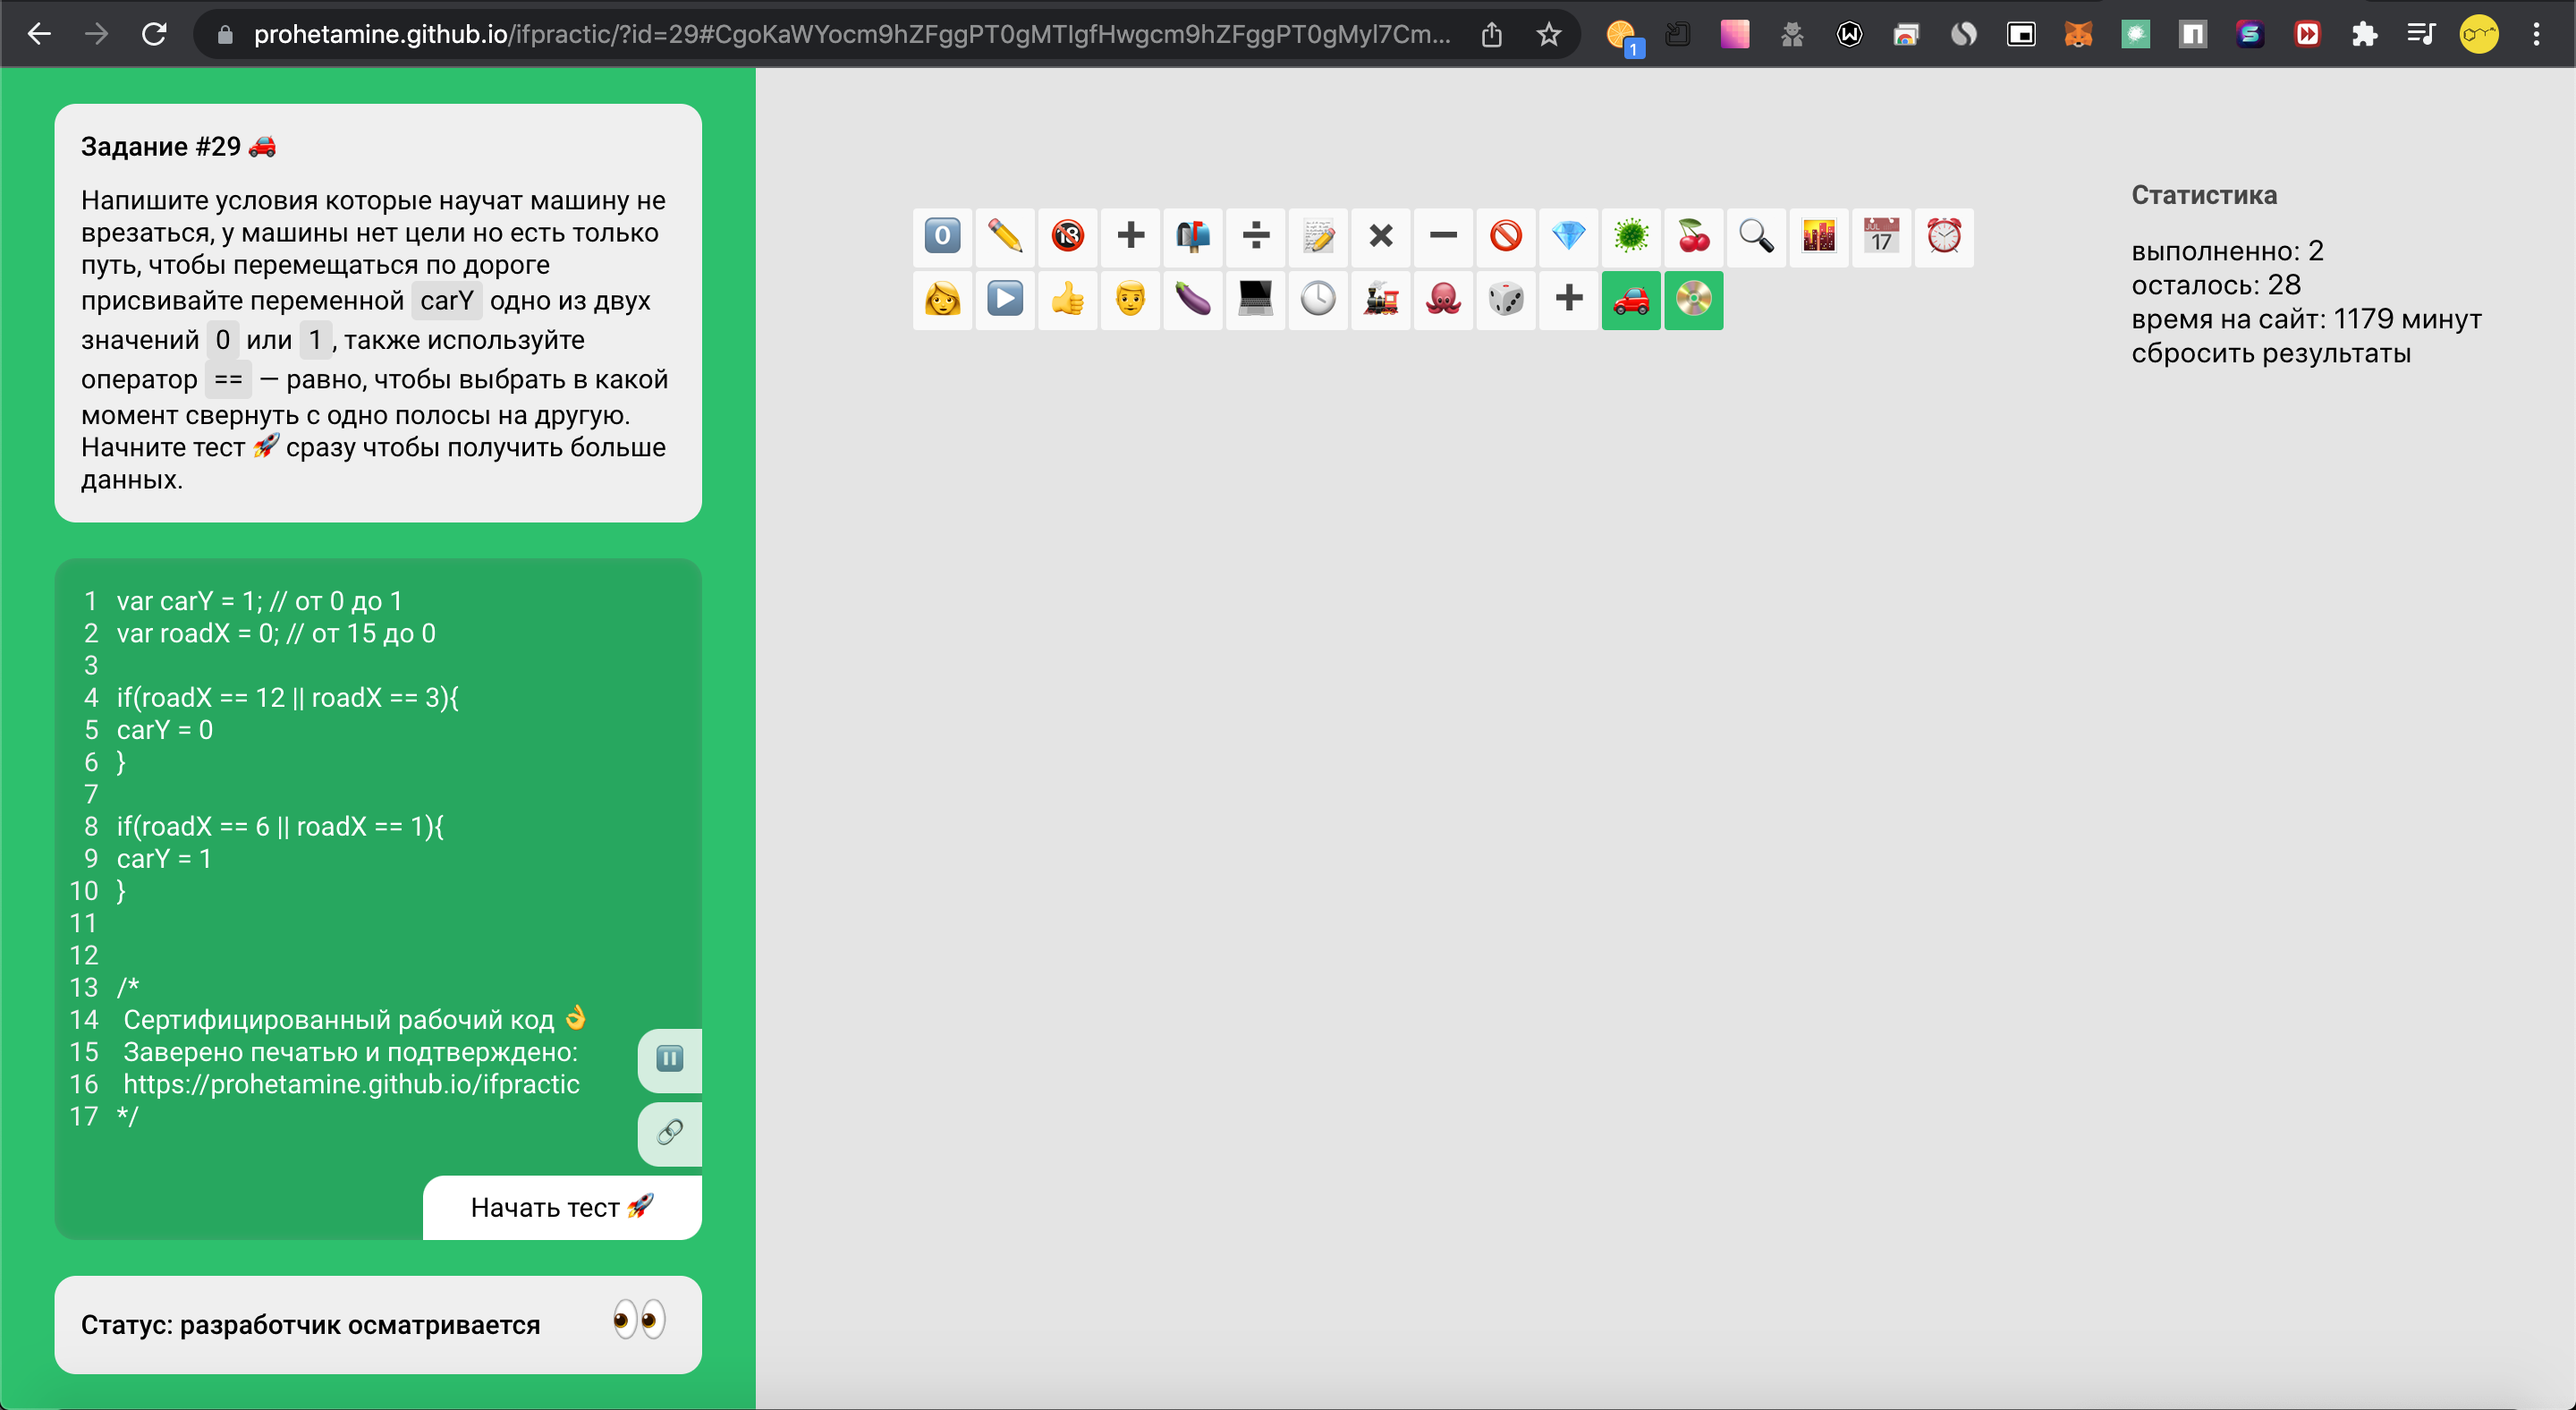 prohetamine.github.io/ifpractic/?id=29#CgoKaWYocm9hZFggPT0gMTIgfHwgcm9hZFggPT0gMyl7Cm...
1
Задание #29 🚗
Напишите условия которые научат машину не
врезаться, у машины нет цели но есть только
путь, чтобы перемещаться по дороге
присвивайте переменной carY одно из двух
значений 0 или 1 , также используйте
оператор == — равно, чтобы выбрать в какой
момент свернуть с одно полосы на другую.
Начните тест 🚀 сразу чтобы получить больше
данных.
1 var carY = 1; // от 0 до 1
2 var roadX = 0; // от 15 до 0
3
4 if(roadX == 12 || roadX == 3){
5 carY = 0
6 }
7
8 if(roadX == 6 || roadX == 1){
9 carY = 1
10 }
11
12
13 /*
14 Сертифицированный рабочий код 👌
15 Заверено печатью и подтверждено:
16 https://prohetamine.github.io/ifpractic
17 */
Начать тест 🚀
Статус: разработчик осматривается 👀
Статистика
выполненно: 2
осталось: 28
время на сайт: 1179 минут
сбросить результаты